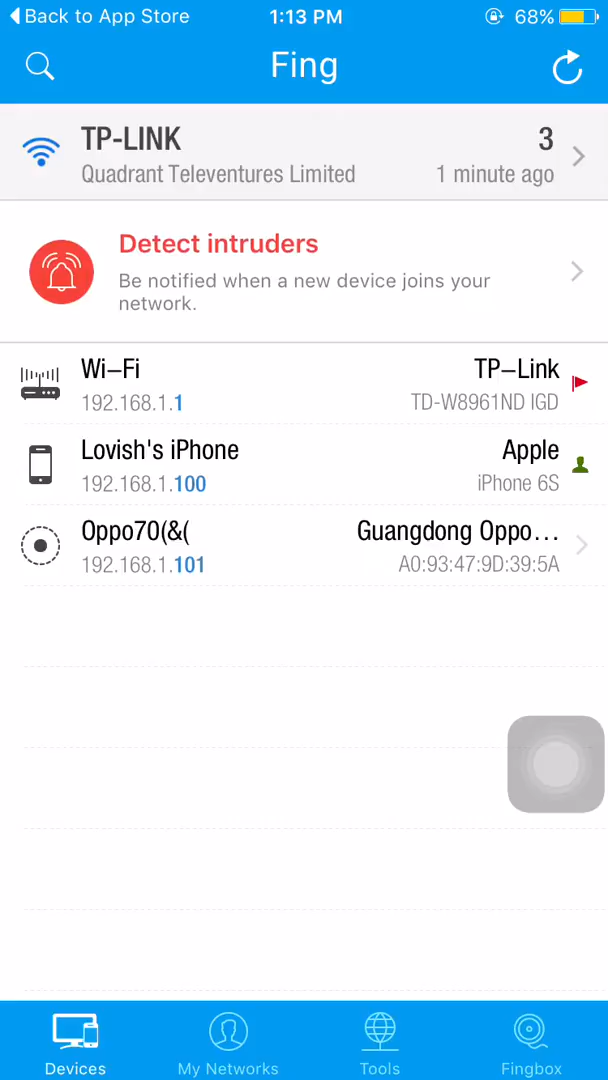 Back to App Store 1:13 PM 68%
Fing
TP-LINK 3
Quadrant Televentures Limited 1 minute ago
Detect intruders
Be notified when a new device joins your
network.
Wi-Fi TP-Link
192.168.1.1 TD-W8961ND IGD
Lovish's iPhone Apple
192.168.1.100 iPhone 6S
Oppo70(&( Guangdong Oppo...
192.168.1.101 A0:93:47:9D:39:5A
Devices My Networks Tools Fingbox